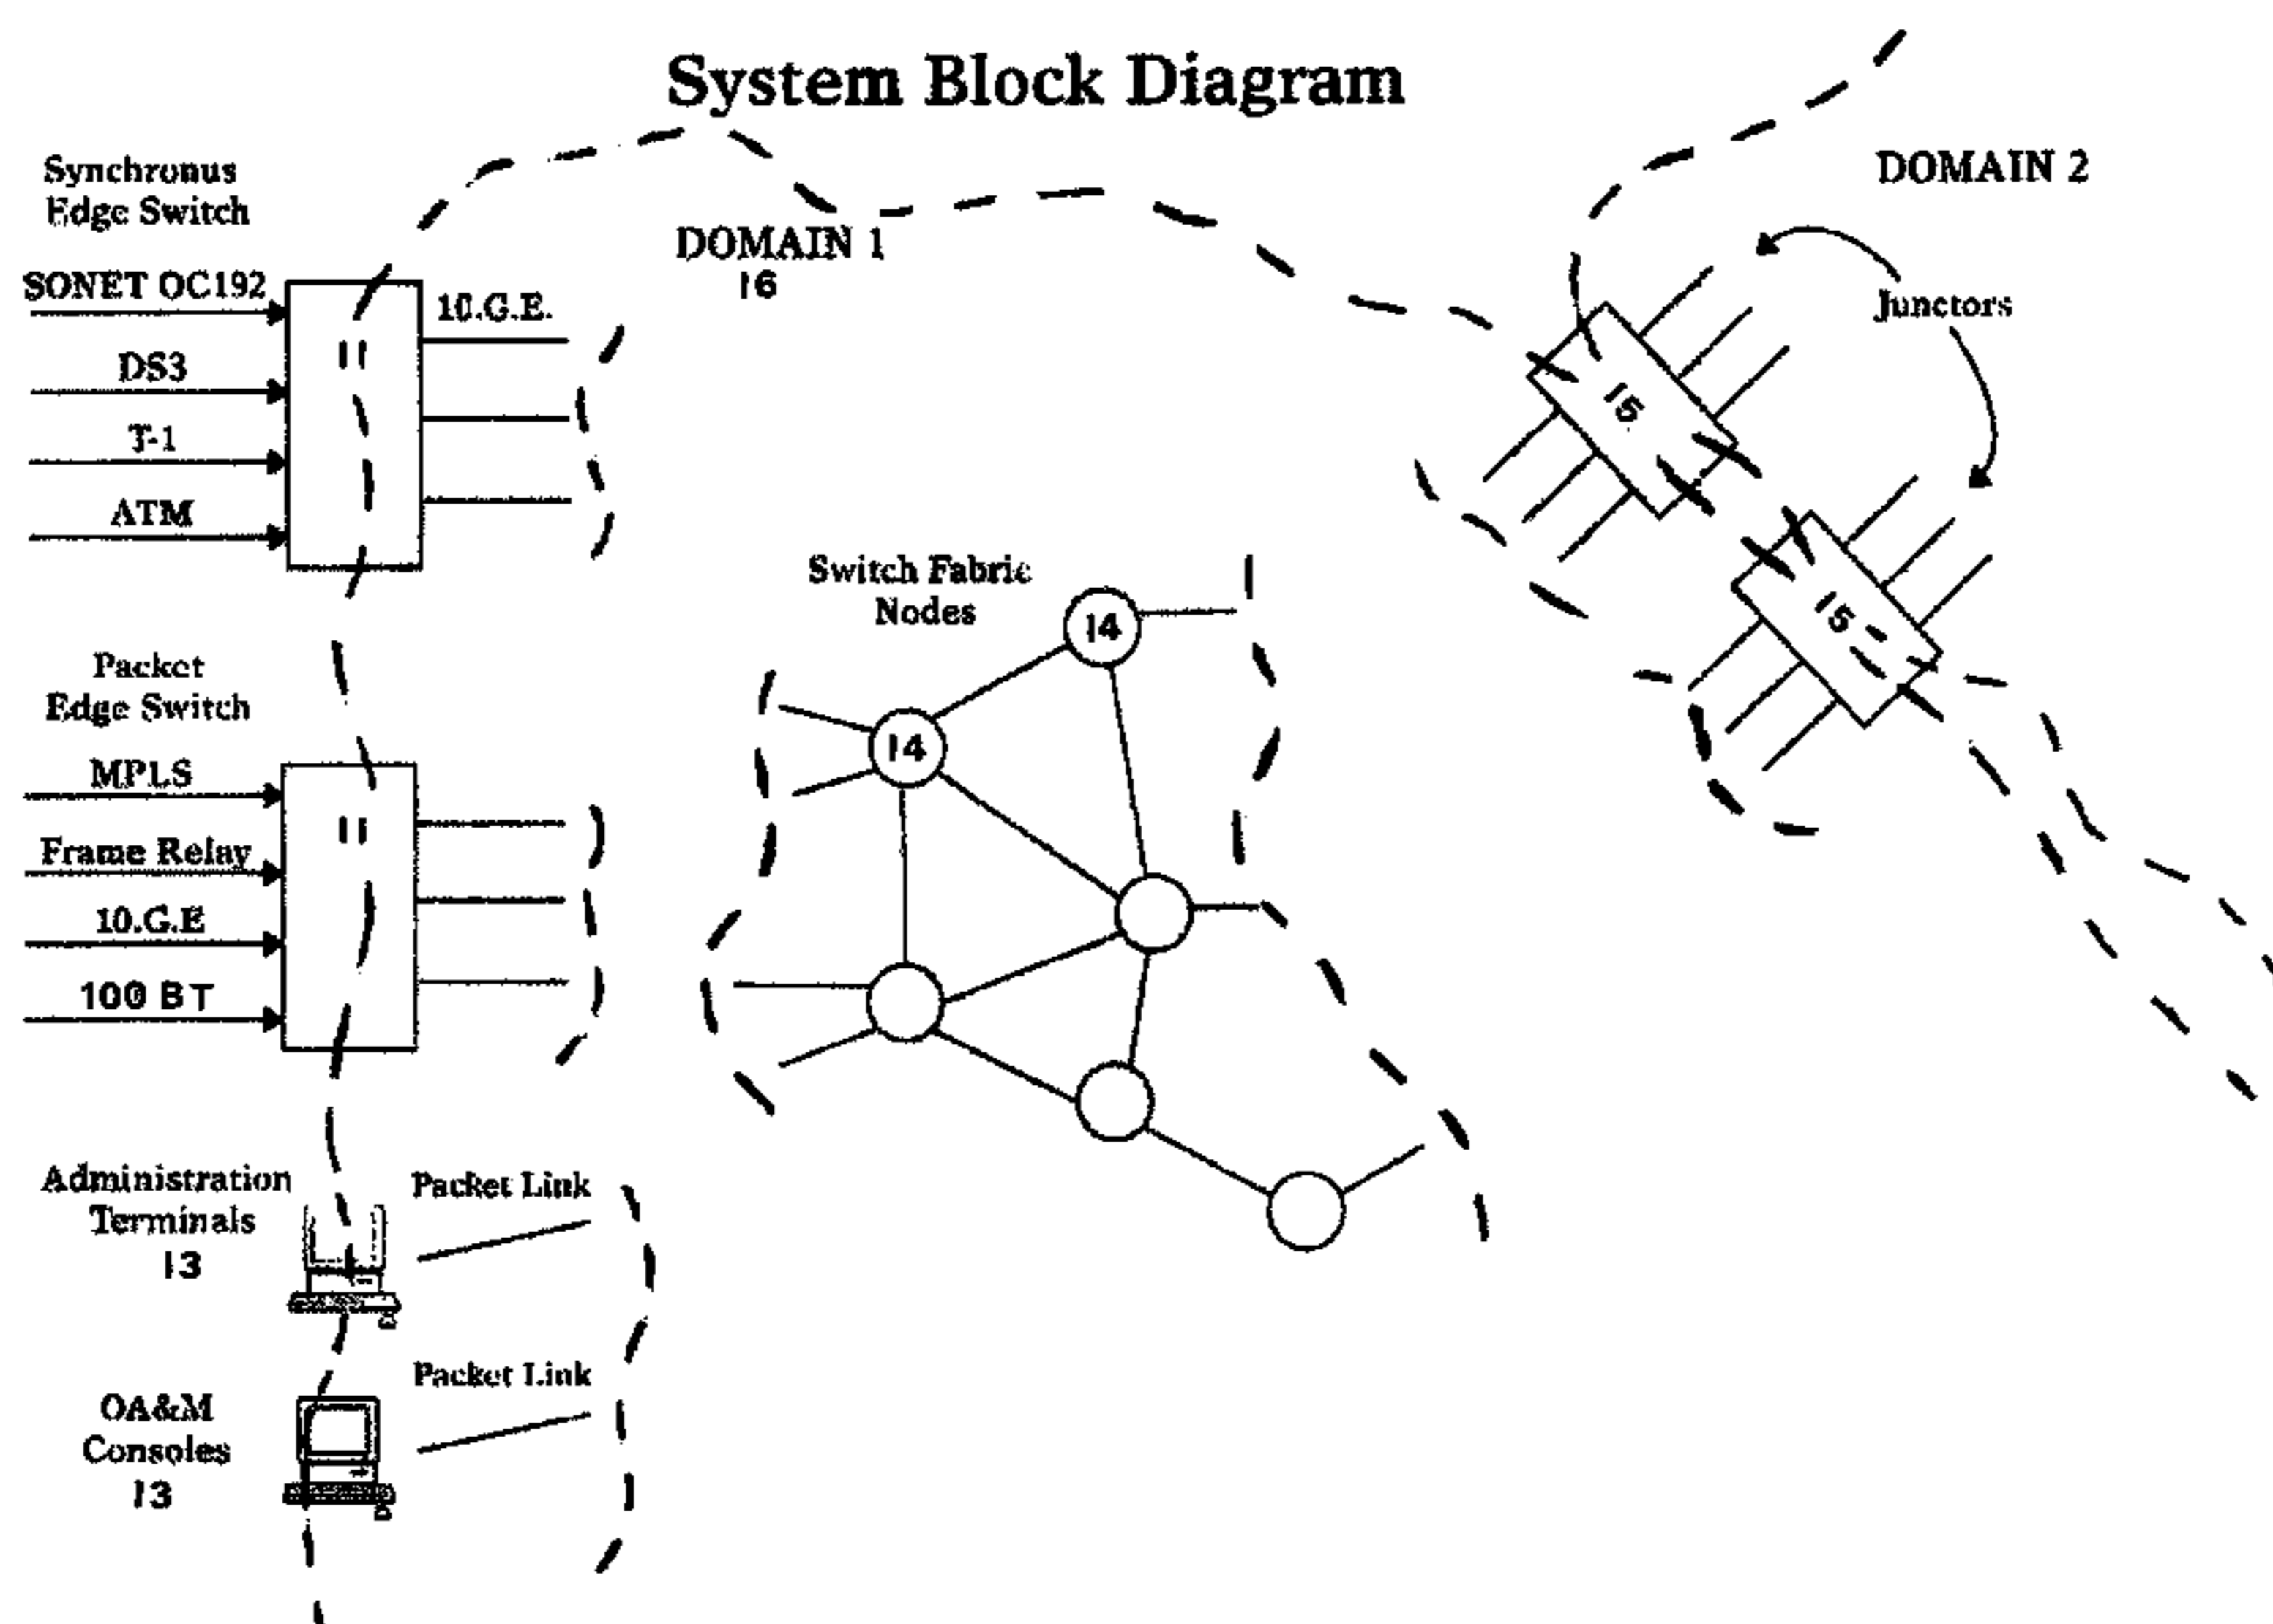 System Block Diagram
Synchronus
Edge Switch
SONET OC192
DS3
T-1
ATM
11
10.G.E.
DOMAIN 1
16
DOMAIN 2
Junctors
15
15
Switch Fabric
Nodes
14
14
Packet
Edge Switch
MPLS
Frame Relay
10.G.E
100 BT
11
Administration
Terminals
13
Packet Link
OA&M
Consoles
13
Packet Link